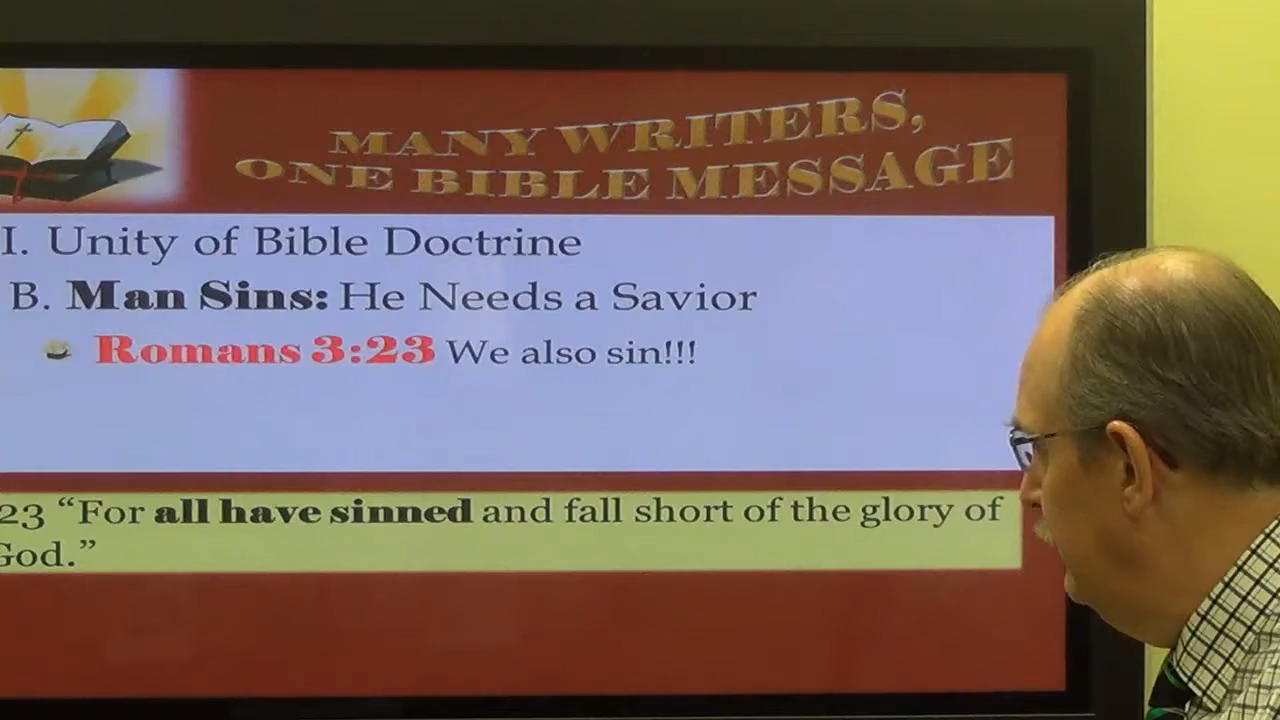 MANY WRITERS,
ONE BIBLE MESSAGE
I. Unity of Bible Doctrine
B. Man Sins: He Needs a Savior
Romans 3:23 We also sin!!!
23 “For all have sinned and fall short of the glory of
God.”